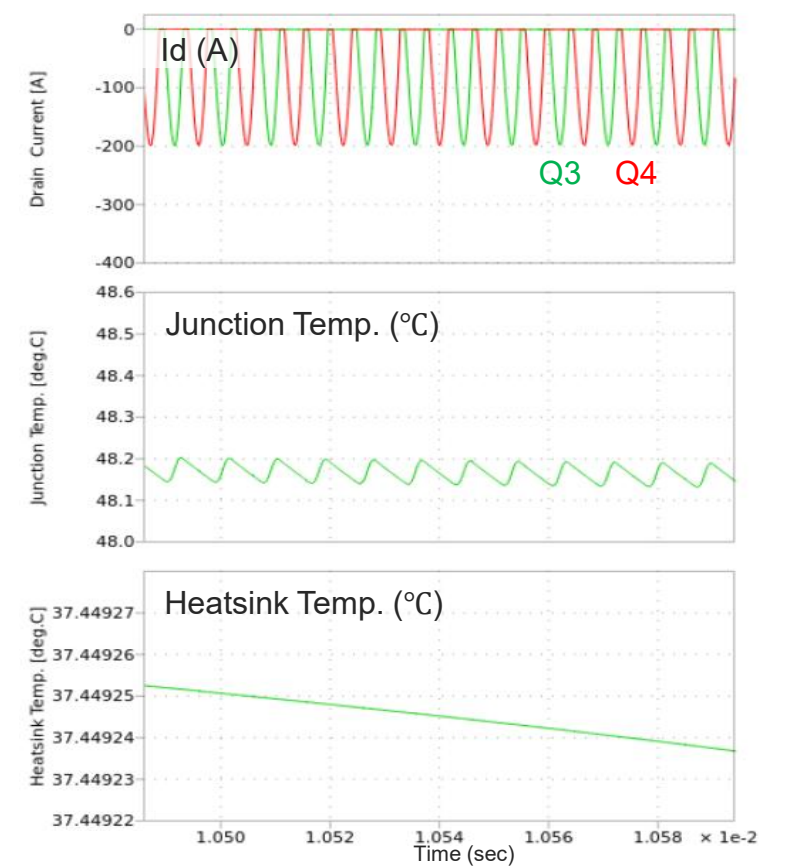 0
Id (A)
-100
-200
-300
-400
Drain Current [A]
Q3 Q4
48.6
Junction Temp. (℃)
48.5
48.4
48.3
48.2
48.1
48.0
Junction Temp. [deg.C]
Heatsink Temp. (℃)
37.44927
37.44926
37.44925
37.44924
37.44923
37.44922
Heatsink Temp. [deg.C]
1.050 1.052 1.054 1.056 1.058 × 1e-2
Time (sec)